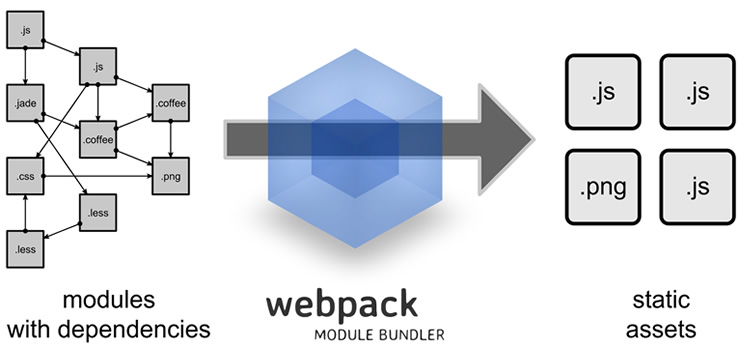 .js
.js
.jade
.coffee
.coffee
.css
.png
.less
.less
.js
.js
.png
.js
modules
with dependencies
webpack
MODULE BUNDLER
static
assets